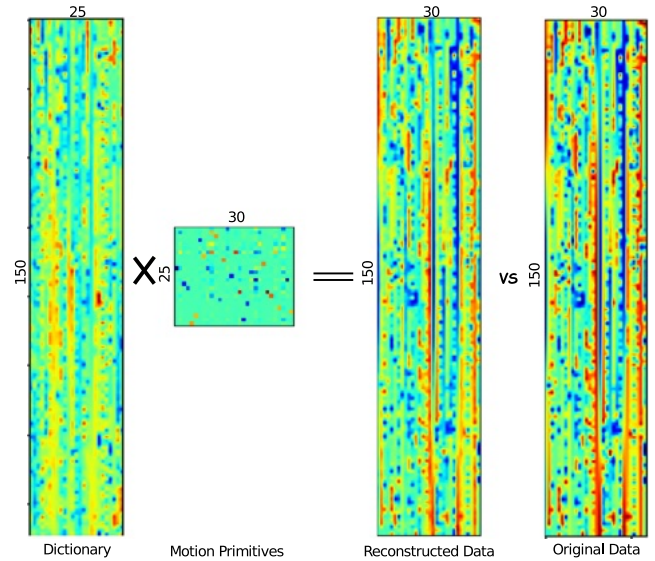 25
30
30
150
X
25
30
150
vs
150
Dictionary
Motion Primitives
Reconstructed Data
Original Data